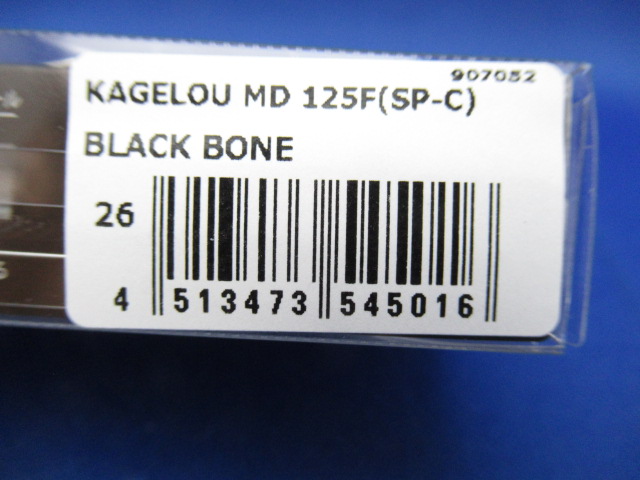 907052
KAGELOU MD 125F(SP-C)
BLACK BONE
26
4 513473 545016